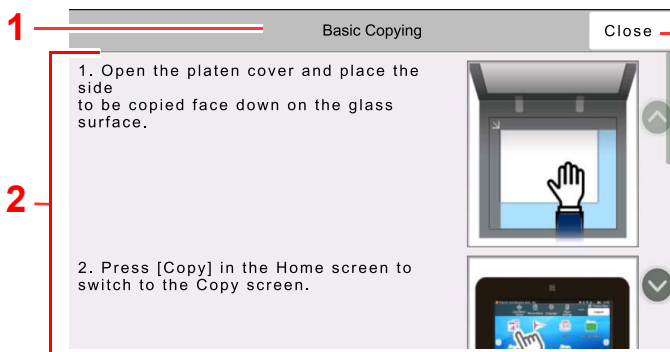 1
Basic Copying
Close
2
1. Open the platen cover and place the
side
to be copied face down on the glass
surface.
2. Press [Copy] in the Home screen to
switch to the Copy screen.